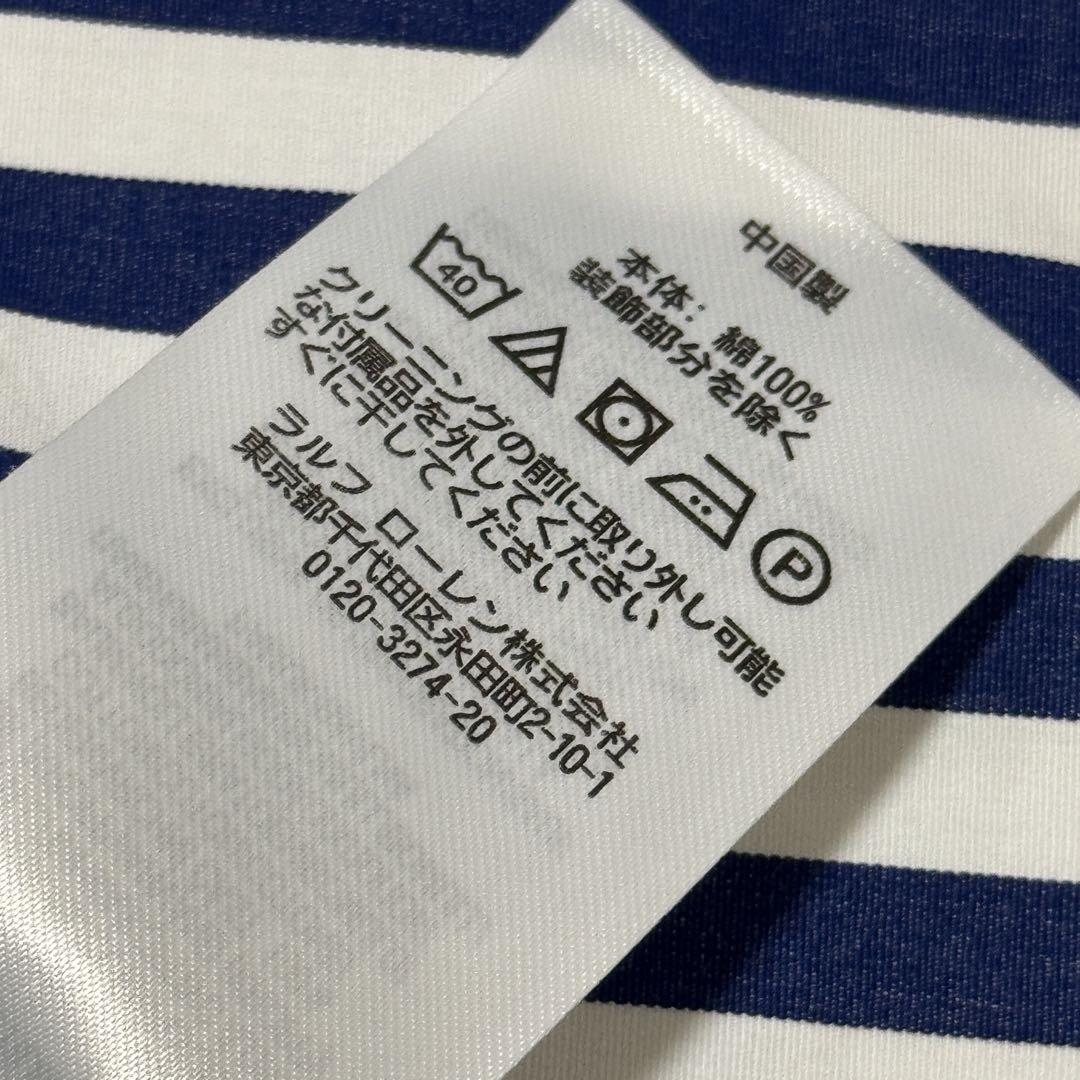 中国製
本体: 綿100%
装飾部分を除く
40
P
クリーニングの前に取り外し可能
な付属品を外してください
すぐに干してください
ラルフ ローレン株式会社
東京都千代田区永田町2-10-1
0120-3274-20